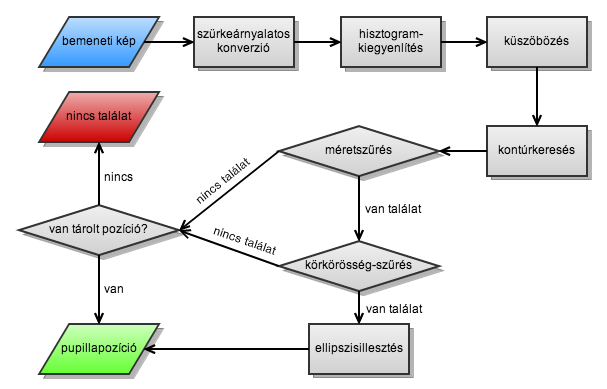 bemeneti kép
szürkeárnyalatos
konverzió
hisztogram-
kiegyenlítés
küszöbözés
nincs találat
kontúrkeresés
méretszűrés
nincs
nincs találat
van találat
van tárolt pozíció?
nincs találat
körkörösség-szűrés
van
van találat
pupillapozíció
ellipszisillesztés